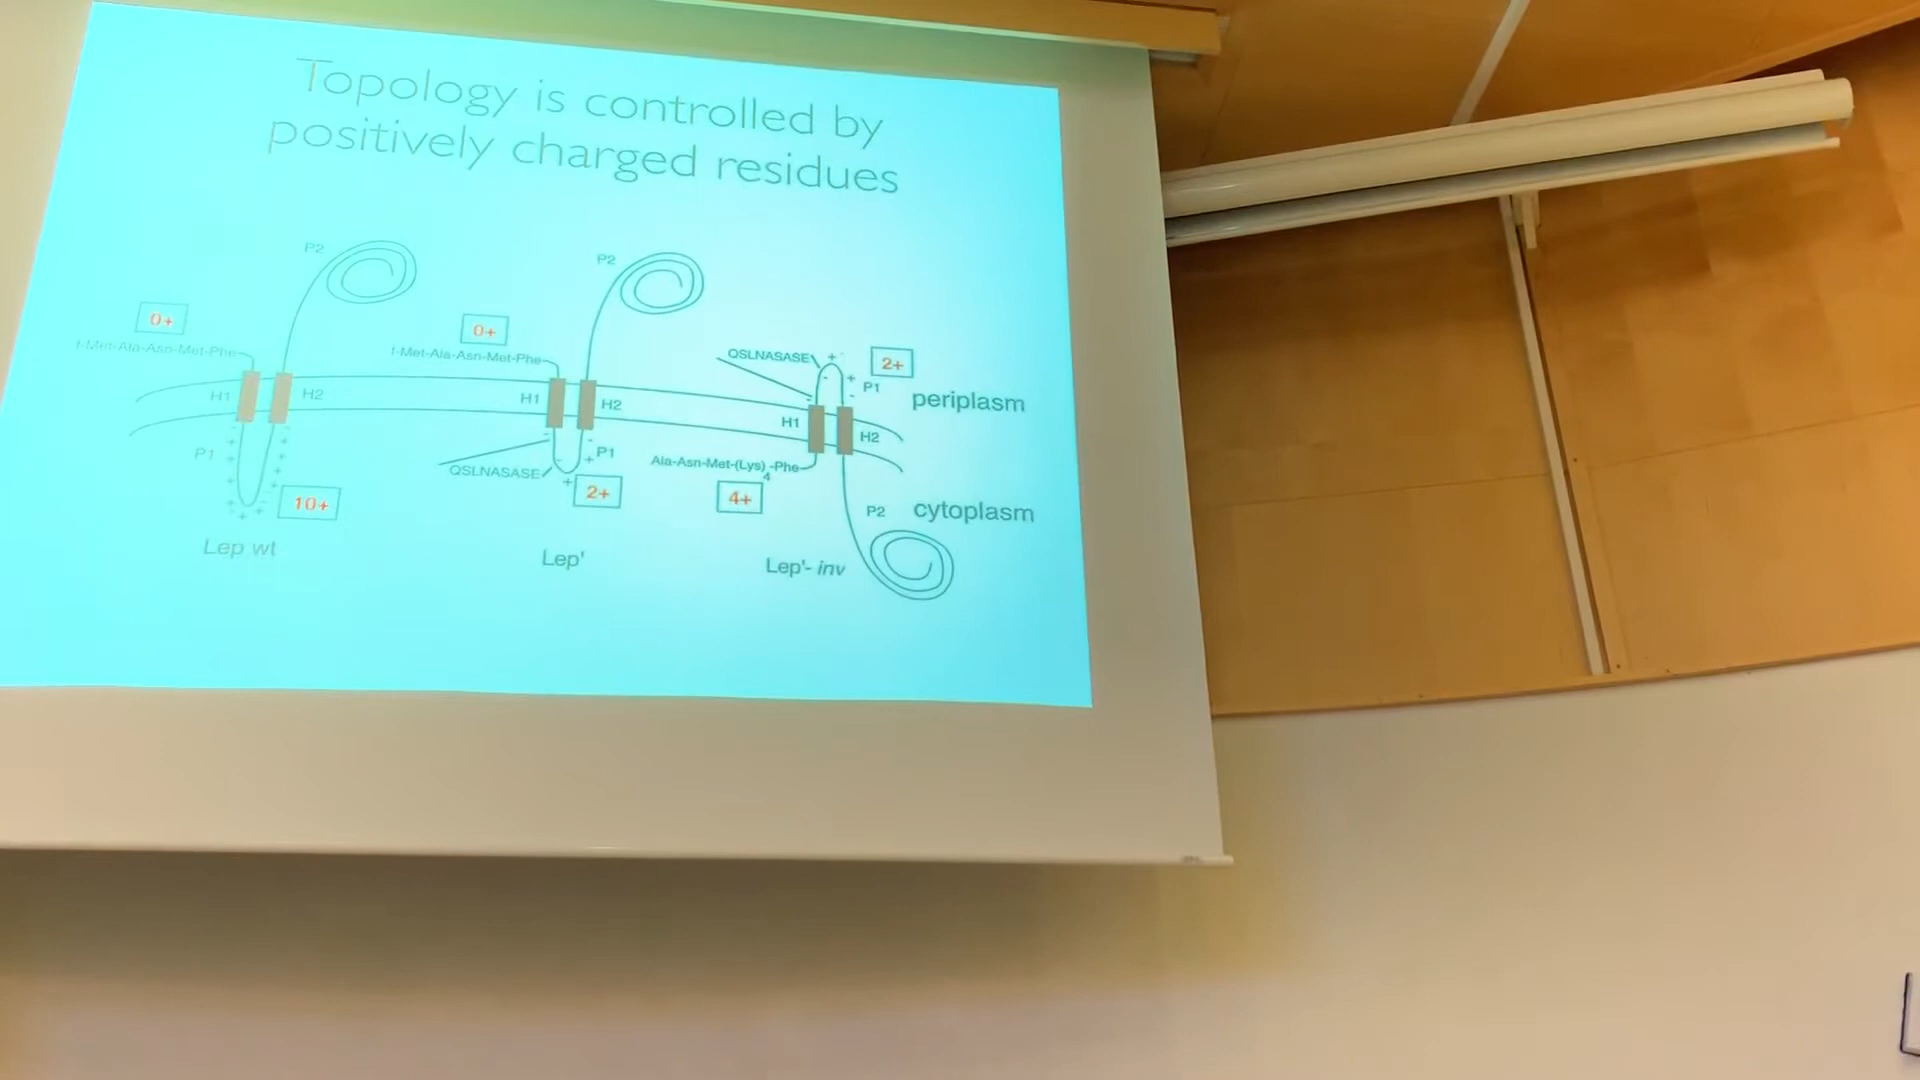 Topology is controlled by
positively charged residues
P2
P2
0+
0+
f-Met-Ala-Asn-Met-Phe
f-Met-Ala-Asn-Met-Phe
QSLNASASE
2+
P1
periplasm
H1
H2
H1
H2
H1
H2
P1
10+
QSLNASASE
P1
2+
Ala-Asn-Met-(Lys)4-Phe
4+
P2
cytoplasm
Lep wt
Lep'
Lep'- inv